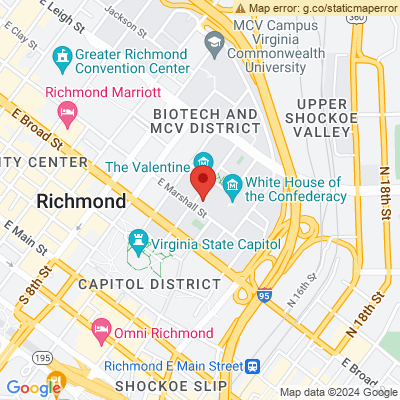 Map error: g.co/staticmaperror
E Leigh St
Jackson St
E Clay St
MCV Campus
Virginia
Commonwealth
University
Greater Richmond
Convention Center
Richmond Marriott
E Broad St
BIOTECH AND
MCV DISTRICT
UPPER
SHOCKOE
VALLEY
ITY CENTER
The Valentine
N 18th St
E Marshall St
White House of
the Confederacy
Richmond
E Main St
Virginia State Capitol
S 8th St
CAPITOL DISTRICT
95
N 16th St
N 18th St
Omni Richmond
195
Richmond E Main Street
E Broad St
SHOCKOE SLIP
Google
Map data ©2024 Google